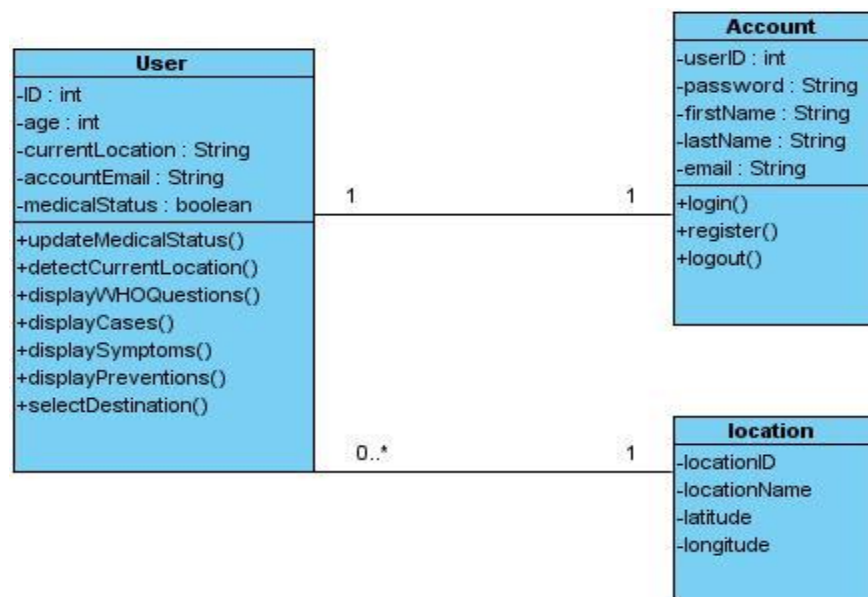 User
-ID : int
-age : int
-currentLocation : String
-accountEmail : String
-medicalStatus : boolean
+updateMedicalStatus()
+detectCurrentLocation()
+displayWHOQuestions()
+displayCases()
+displaySymptoms()
+displayPreventions()
+selectDestination()
1
1
Account
-userID : int
-password : String
-firstName : String
-lastName : String
-email : String
+login()
+register()
+logout()
0..*
1
location
-locationID
-locationName
-latitude
-longitude